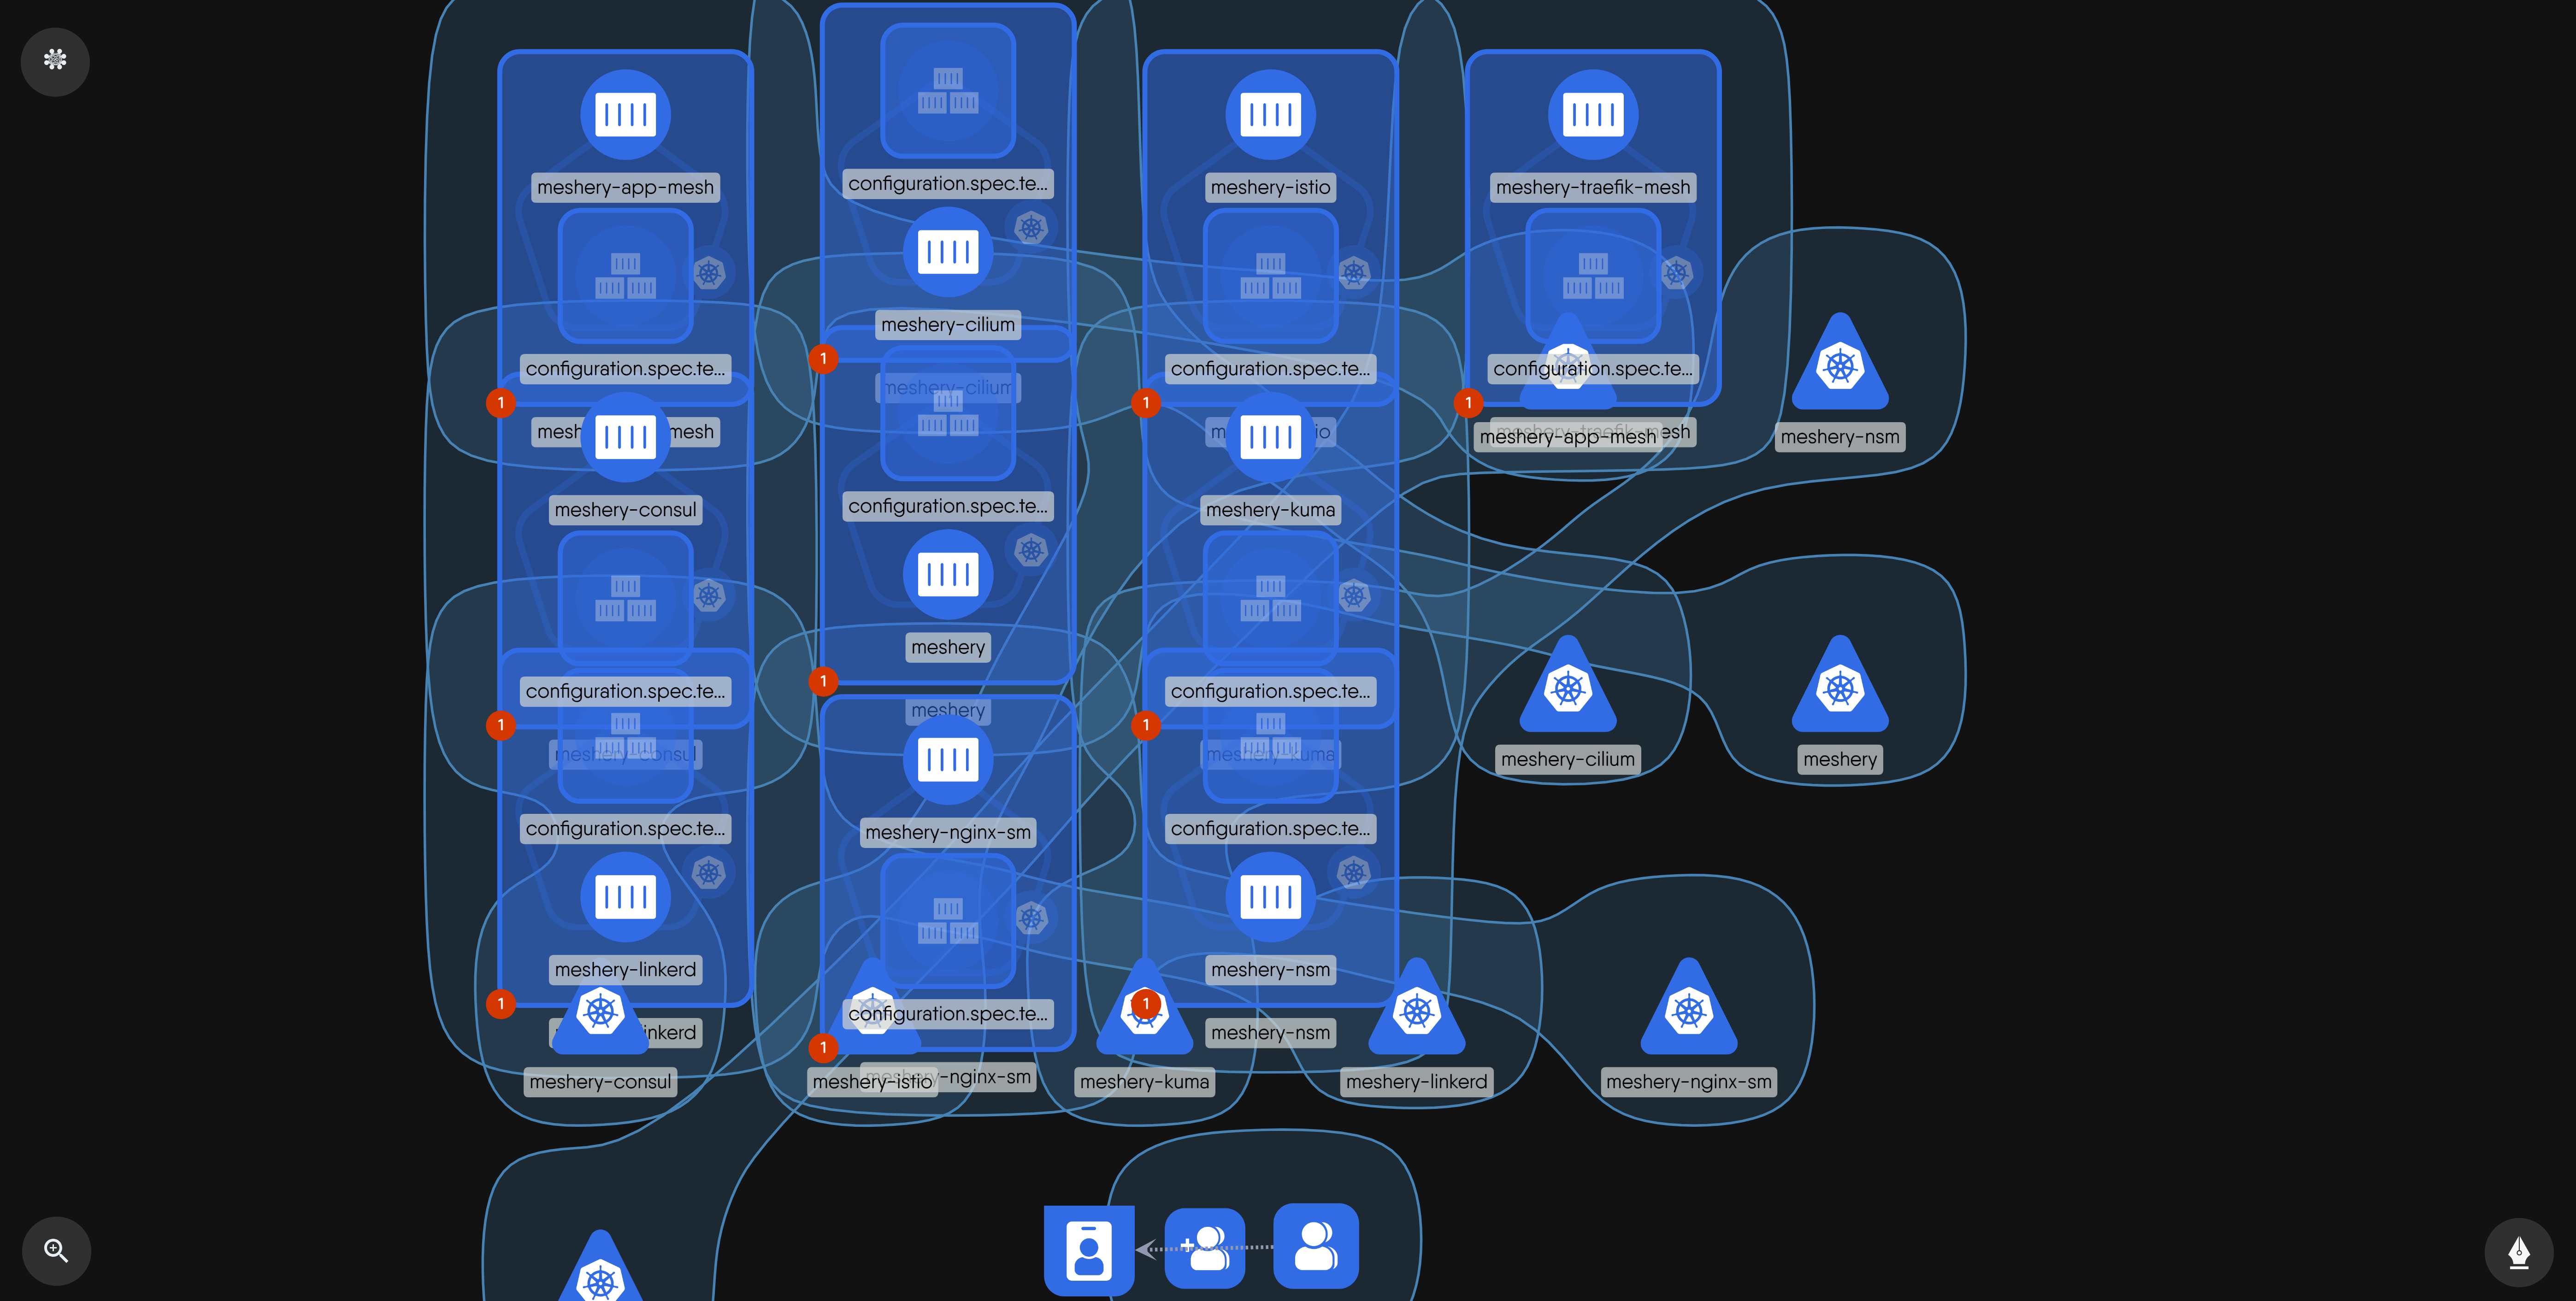 meshery-app-mesh
configuration.spec.te...
meshery-istio
meshery-traefik-mesh
meshery-cilium
configuration.spec.te...
configuration.spec.te...
configuration.spec.te...
meshery-cilium
1
1
1
1
mesh
mesh
io
meshery-app-mesh
esh
meshery-nsm
meshery-consul
configuration.spec.te...
meshery-kuma
meshery
1
configuration.spec.te...
meshery
configuration.spec.te...
1
1
meshery-consul
meshery-kuma
meshery-cilium
meshery
configuration.spec.te...
meshery-nginx-sm
configuration.spec.te...
meshery-linkerd
meshery-nsm
1
configuration.spec.te...
1
inkerd
meshery-nsm
1
meshery-consul
meshery-istio
y-nginx-sm
meshery-kuma
meshery-linkerd
meshery-nginx-sm